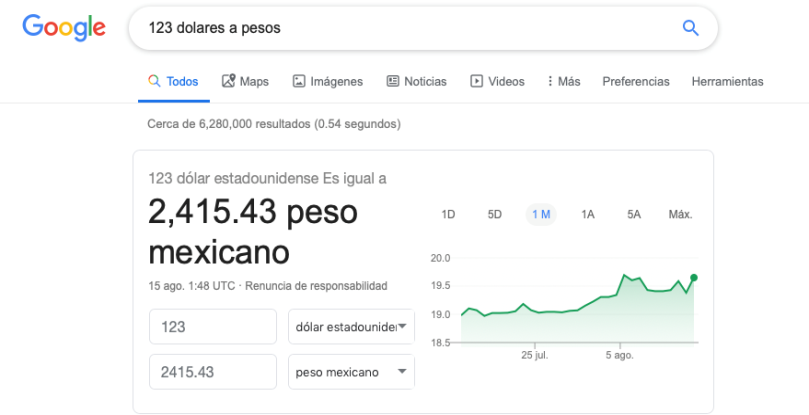 Google
123 dolares a pesos
Todos Maps Imágenes Noticias Videos Más Preferencias Herramientas
Cerca de 6,280,000 resultados (0.54 segundos)
123 dólar estadounidense Es igual a
2,415.43 peso
mexicano
15 ago. 1:48 UTC · Renuncia de responsabilidad
123 dólar estadouniden
2415.43 peso mexicano
1D 5D 1 M 1A 5A Máx.
20.0
19.5
19.0
18.5
25 jul. 5 ago.